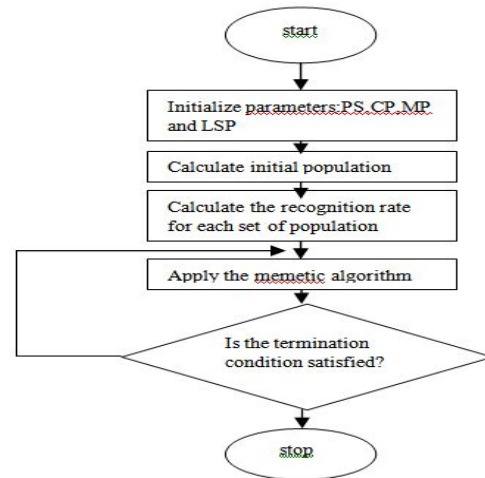 start
Initialize parameters:PS,CP,MP
and LSP
Calculate initial population
Calculate the recognition rate
for each set of population
Apply the memetic algorithm
Is the termination
condition satisfied?
stop